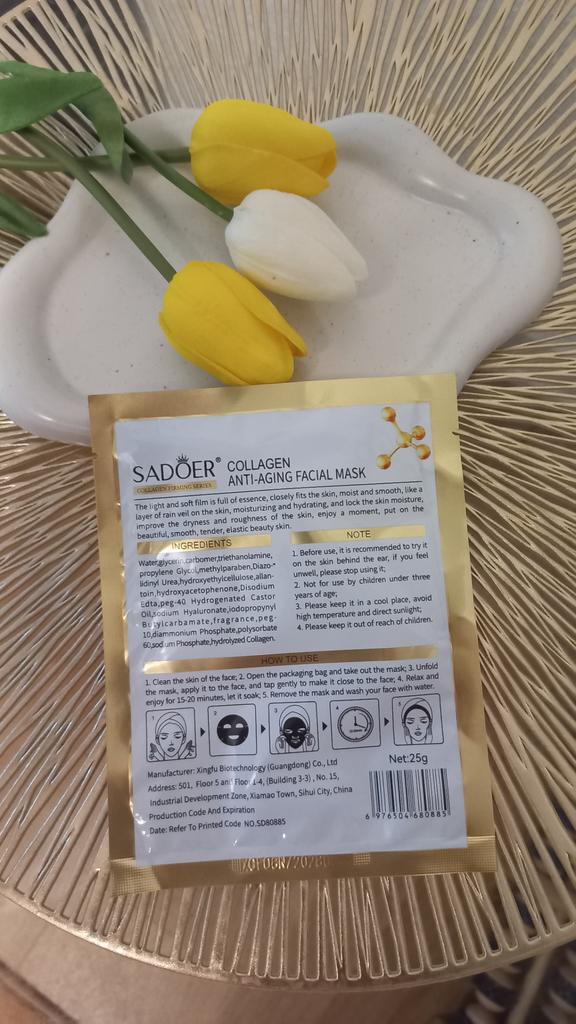 SADOER®
COLLAGEN FIRMING SERIES
COLLAGEN
ANTI-AGING FACIAL MASK
The light and soft film is full of essence, closely fits the skin, moist and smooth, like a
layer of rain veil on the skin, moisturizing and hydrating, and lock the skin moisture,
improve the dryness and roughness of the skin, enjoy a moment, put on the
beautiful, smooth, tender, elastic beauty skin.
INGREDIENTS
Water,glycerin,carbomer,triethanolamine,
propylene Glycol,methylparaben,Diazo-
lidinyl Urea,hydroxyethylcellulose,allan-
toin,hydroxyacetophenone,Disodium
Edta,peg-40 Hydrogenated Castor
Oil,sodium Hyaluronate,iodopropynyl
Butylcarbamate,fragrance,peg-
10,diammonium Phosphate,polysorbate
60,sodium Phosphate,hydrolyzed Collagen.
NOTE
1. Before use, it is recommended to try it
on the skin behind the ear, if you feel
unwell, please stop using it;
2. Not for use by children under three
years of age;
3. Please keep it in a cool place, avoid
high temperature and direct sunlight;
4. Please keep it out of reach of children.
HOW TO USE
1. Clean the skin of the face; 2. Open the packaging bag and take out the mask; 3. Unfold
the mask, apply it to the face, and tap gently to make it close to the face; 4. Relax and
enjoy for 15-20 minutes, let it soak; 5. Remove the mask and wash your face with water.
1 2 3 4 5
Manufacturer: Xingfu Biotechnology (Guangdong) Co., Ltd
Address: 501, Floor 5 and Floor 1-4, (Building 3-3) , No. 15,
Industrial Development Zone, Xiamao Town, Sihui City, China
Production Code And Expiration
Date: Refer To Printed Code NO.SD80885
Net:25g
6 976504 680885